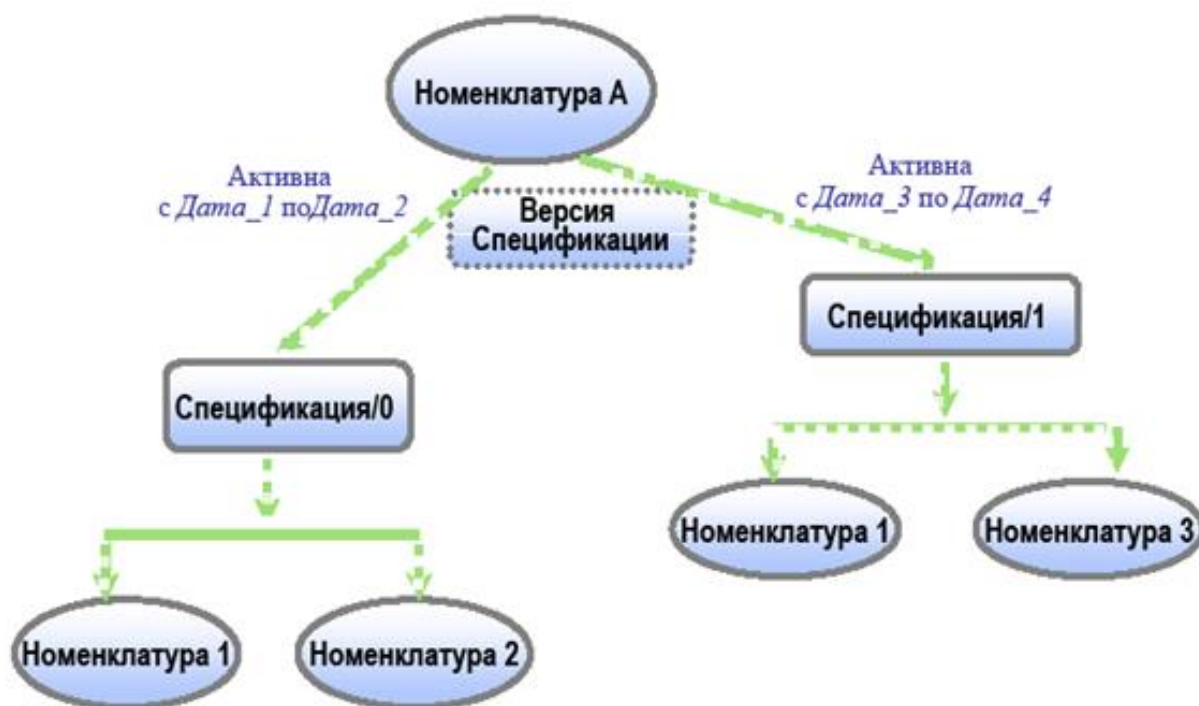 Номенклатура А
Активна
с Дата_1 поДата_2
Версия
Спецификации
Активна
с Дата_3 по Дата_4
Спецификация/1
Спецификация/0
Номенклатура 1
Номенклатура 3
Номенклатура 1
Номенклатура 2